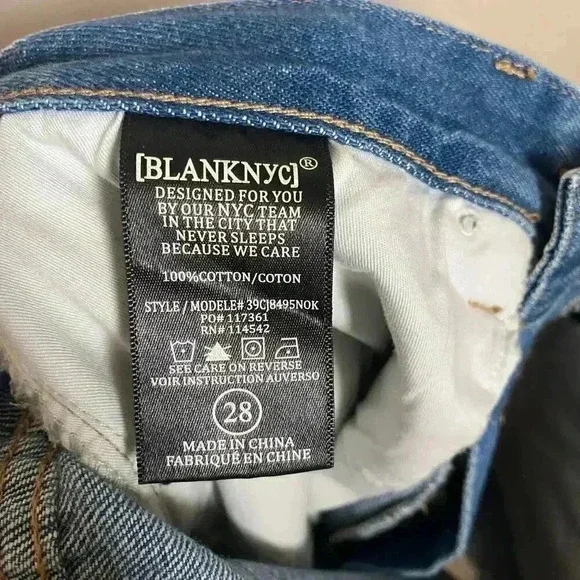 [BLANKNYC]®
DESIGNED FOR YOU
BY OUR NYC TEAM
IN THE CITY THAT
NEVER SLEEPS
BECAUSE WE CARE
100%COTTON/COTON
STYLE / MODELE# 39CJ8495NOK
PO# 117361
RN# 114542
SEE CARE ON REVERSE
VOIR INSTRUCTION AUVERSO
28
MADE IN CHINA
FABRIQUÉ EN CHINE